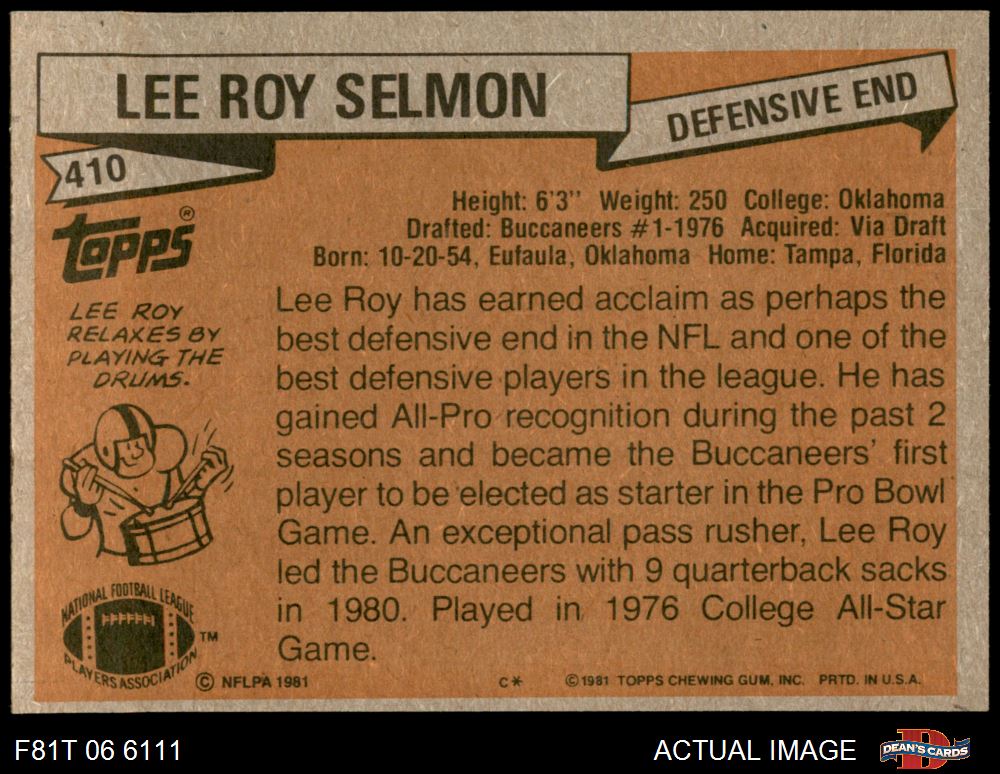 LEE ROY SELMON
DEFENSIVE END
410
Topps®
Height: 6'3'' Weight: 250 College: Oklahoma
Drafted: Buccaneers #1-1976 Acquired: Via Draft
Born: 10-20-54, Eufaula, Oklahoma Home: Tampa, Florida
LEE ROY
RELAXES BY
PLAYING THE
DRUMS.
Lee Roy has earned acclaim as perhaps the
best defensive end in the NFL and one of the
best defensive players in the league. He has
gained All-Pro recognition during the past 2
seasons and became the Buccaneers' first
player to be elected as starter in the Pro Bowl
Game. An exceptional pass rusher, Lee Roy
led the Buccaneers with 9 quarterback sacks
in 1980. Played in 1976 College All-Star
Game.
NATIONAL FOOTBALL LEAGUE
PLAYERS ASSOCIATION
TM
© NFLPA 1981
C*
©1981 TOPPS CHEWING GUM, INC. PRTD. IN U.S.A.
F81T 06 6111
ACTUAL IMAGE
D
DEAN'S CARDS